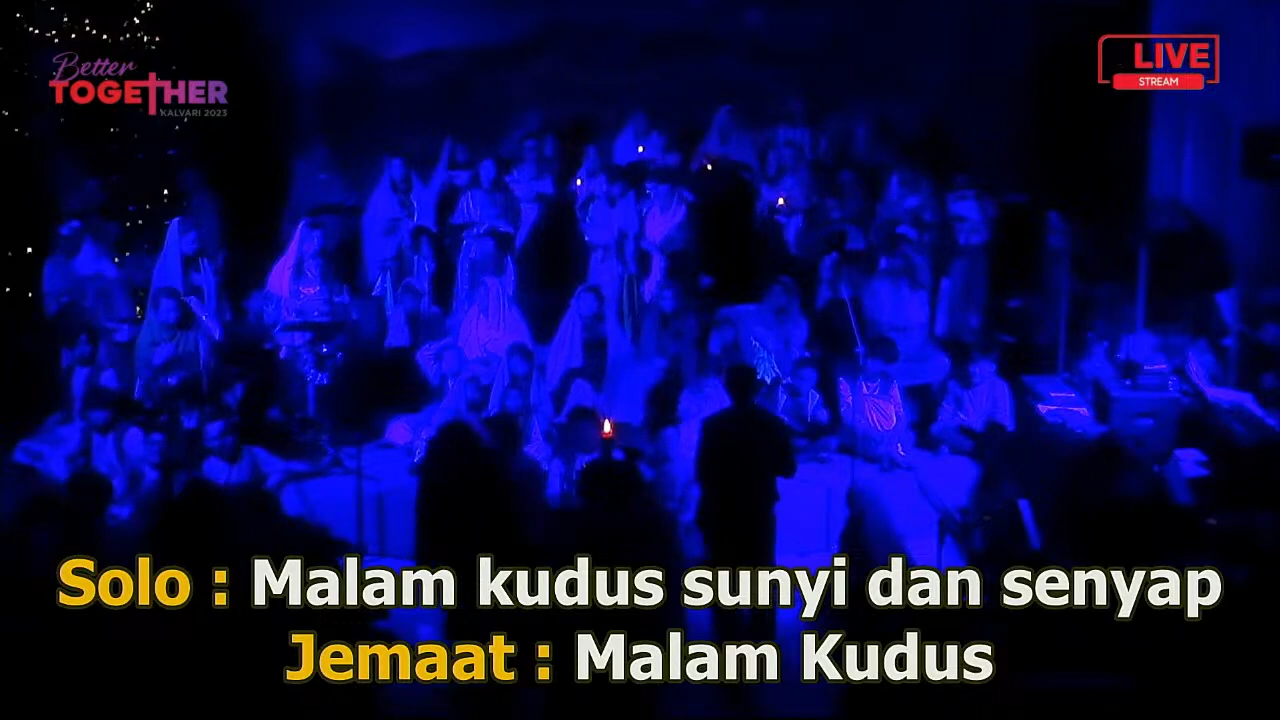 Better
TOGETHER
KALVARI 2023
LIVE
STREAM
Solo : Malam kudus sunyi dan senyap
Jemaat : Malam Kudus